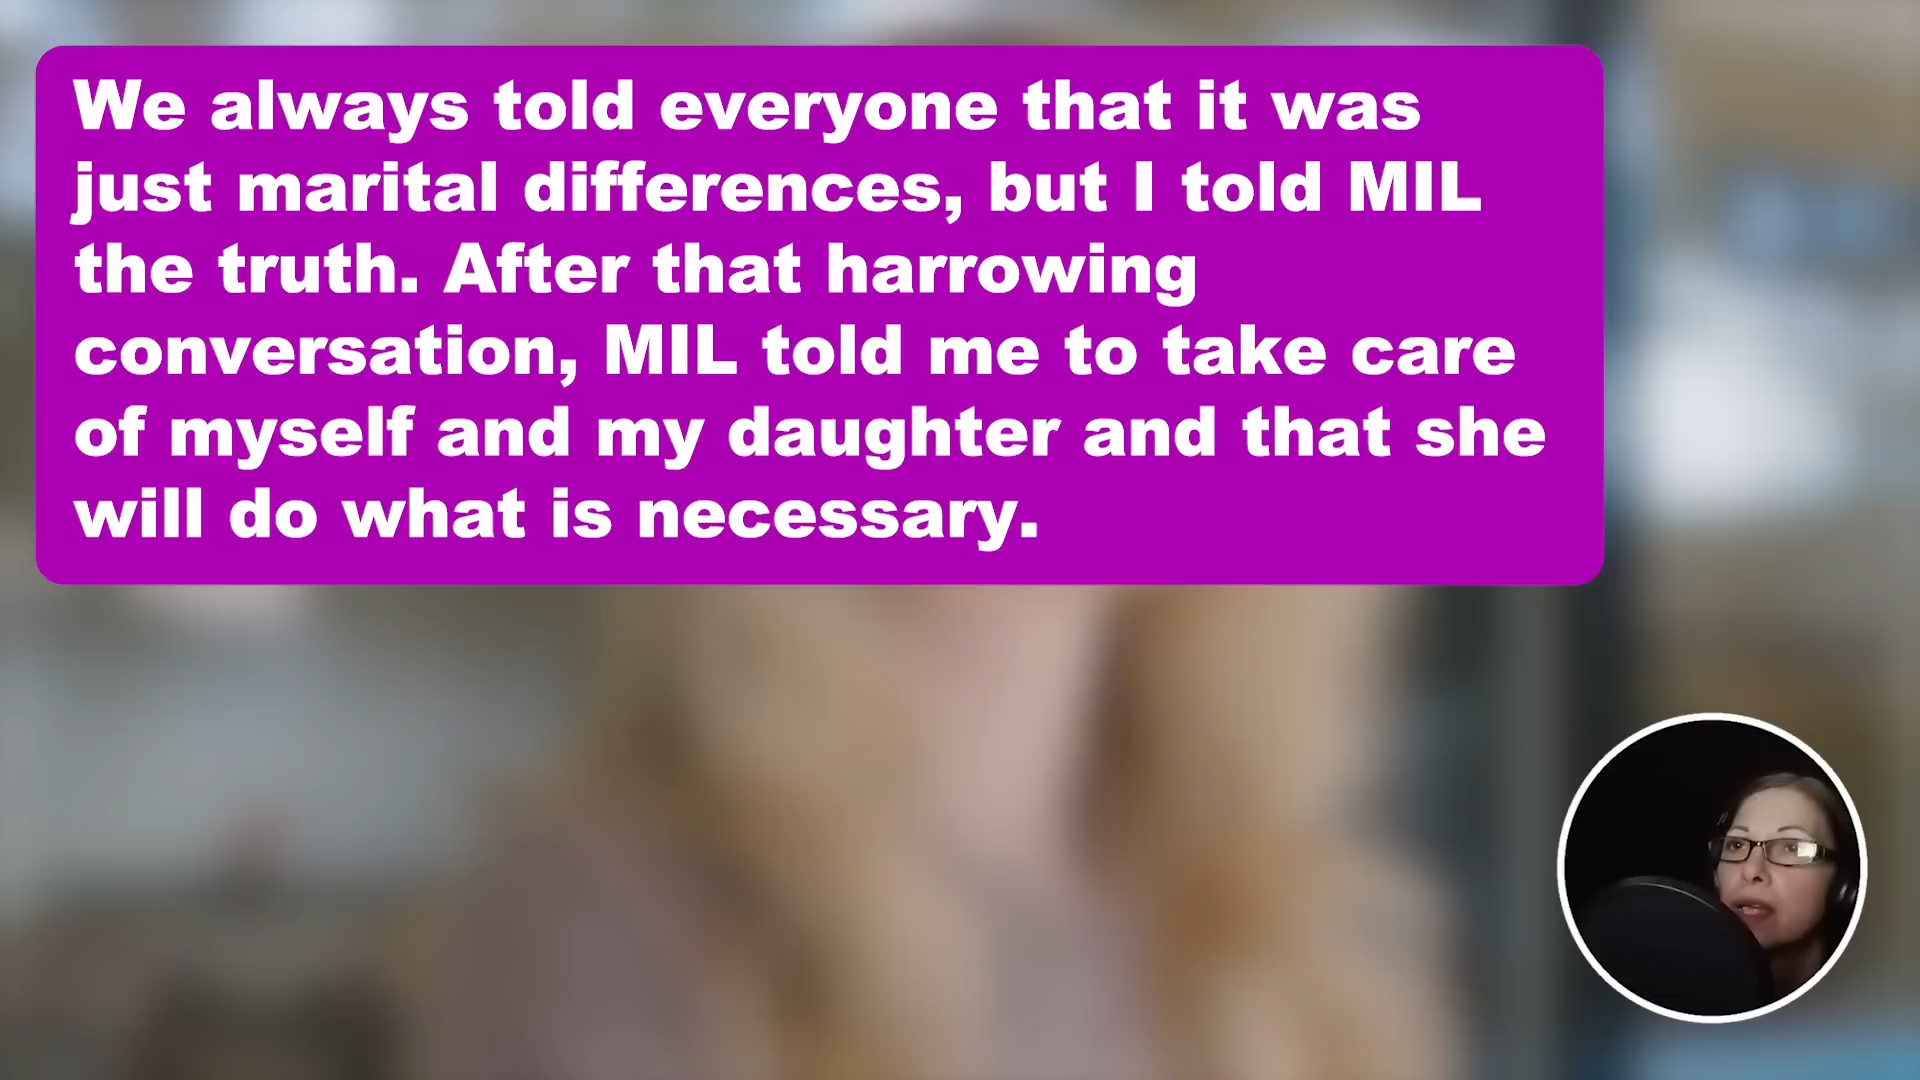 We always told everyone that it was
just marital differences, but I told MIL
the truth. After that harrowing
conversation, MIL told me to take care
of myself and my daughter and that she
will do what is necessary.